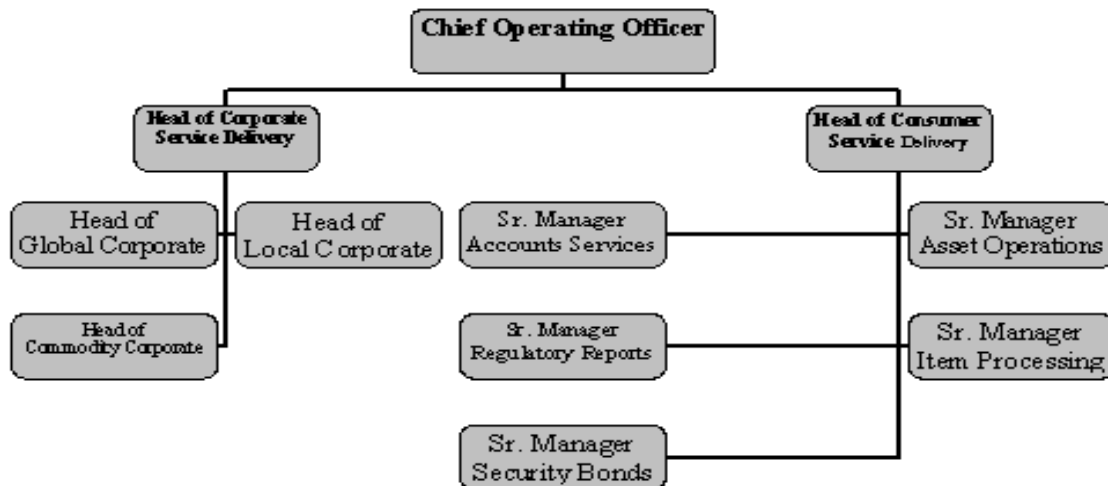 Chief Operating Officer
Head of Corporate
Service Delivery
Head of Consumer
Service Delivery
Head of
Global Corporate
Head of
Local Corporate
Sr. Manager
Accounts Services
Sr. Manager
Asset Operations
Head of
Commodity Corporate
Sr. Manager
Regulatory Reports
Sr. Manager
Item Processing
Sr. Manager
Security Bonds